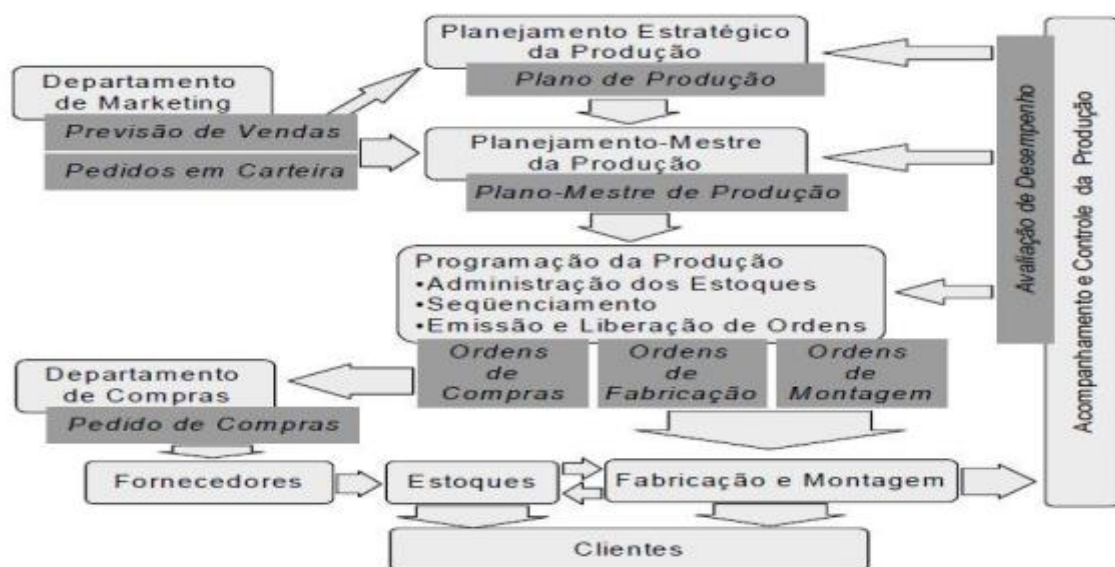 Planejamento Estratégico
da Produção
Plano de Produção
Departamento
de Marketing
Previsão de Vendas
Pedidos em Carteira
Planejamento-Mestre
da Produção
Plano-Mestre de Produção
Programação da Produção
•Administração dos Estoques
•Seqüenciamento
•Emissão e Liberação de Ordens
Ordens
de
Compras
Ordens
de
Fabricação
Ordens
de
Montagem
Departamento
de Compras
Pedido de Compras
Fornecedores
Estoques
Fabricação e Montagem
Clientes
Avaliação de Desempenho
Acompanhamento e Controle da Produção